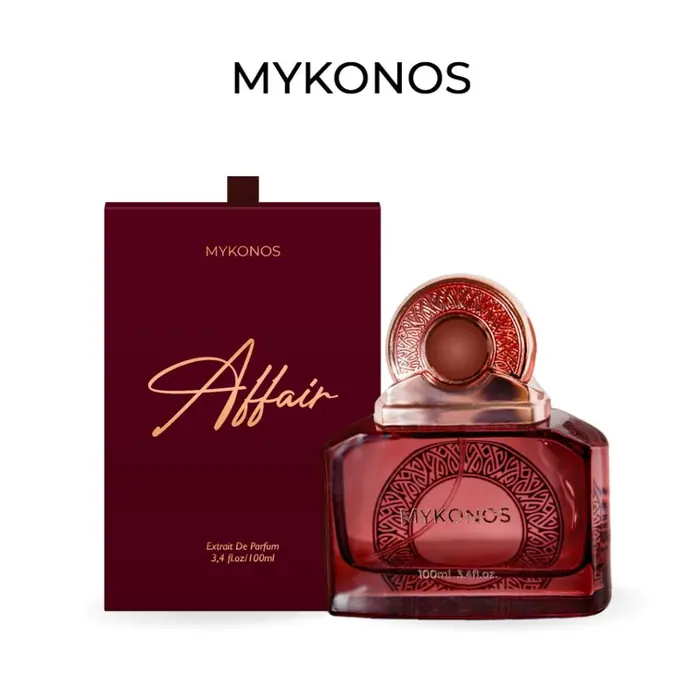 MYKONOS
MYKONOS
Affair
Extrait De Parfum
3,4 fl.oz/100ml
MYKONOS
100ml 3.4fl.oz.